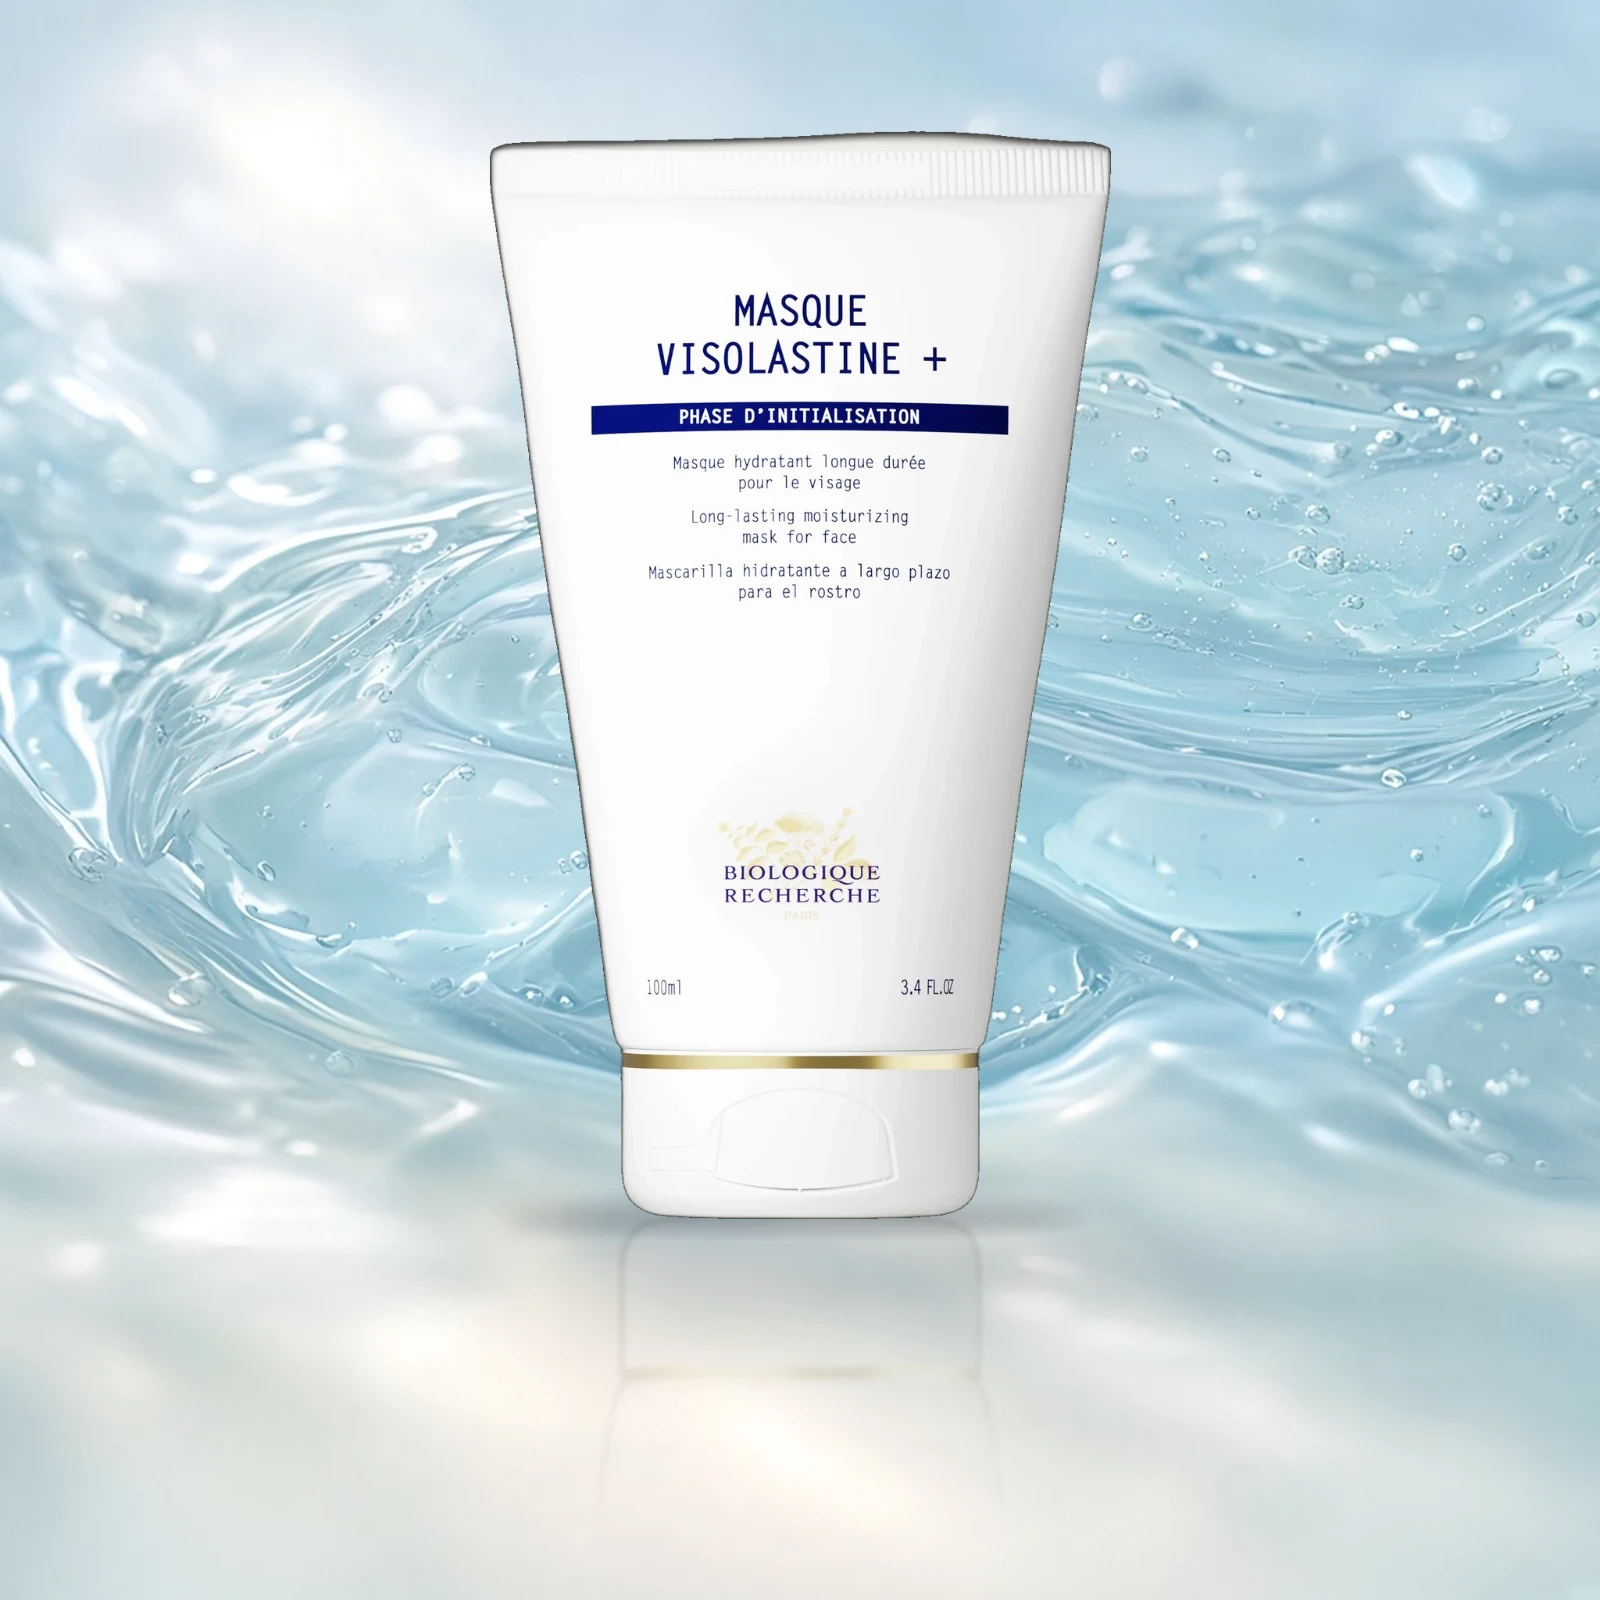 MASQUE
VISOLASTINE +
PHASE D'INITIALISATION
Masque hydratant longue durée
pour le visage
Long-lasting moisturizing
mask for face
Mascarilla hidratante a largo plazo
para el rostro
BIOLOGIQUE
RECHERCHE
PARIS
100ml
3.4 FL.OZ